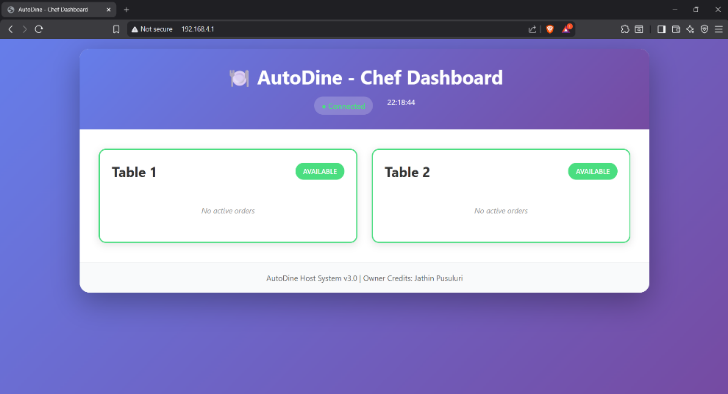 AutoDine - Chef Dashboard
Not secure 192.168.4.1
AutoDine - Chef Dashboard
Connected 22:18:44
Table 1 AVAILABLE
No active orders
Table 2 AVAILABLE
No active orders
AutoDine Host System v3.0 | Owner Credits: Jathin Pusuluri